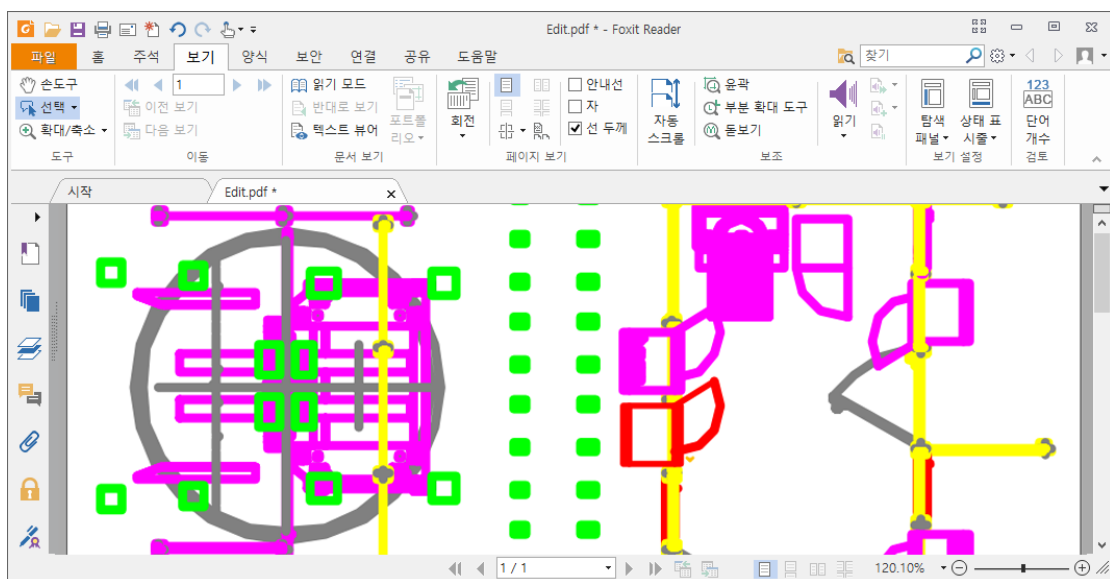 Edit.pdf * - Foxit Reader
파일 홈 주석 보기 양식 보안 연결 공유 도움말 찾기
손도구
선택
확대/축소
도구
1
이전 보기
다음 보기
이동
읽기 모드
반대로 보기
텍스트 뷰어
포트폴
리오
문서 보기
회전
안내선
자
선 두께
페이지 보기
자동
스크롤
윤곽
부분 확대 도구
돋보기
읽기
보조
탐색
패널
상태 표
시줄
보기 설정
123
ABC
단어
개수
검토
시작 Edit.pdf *
1 / 1 120.10%